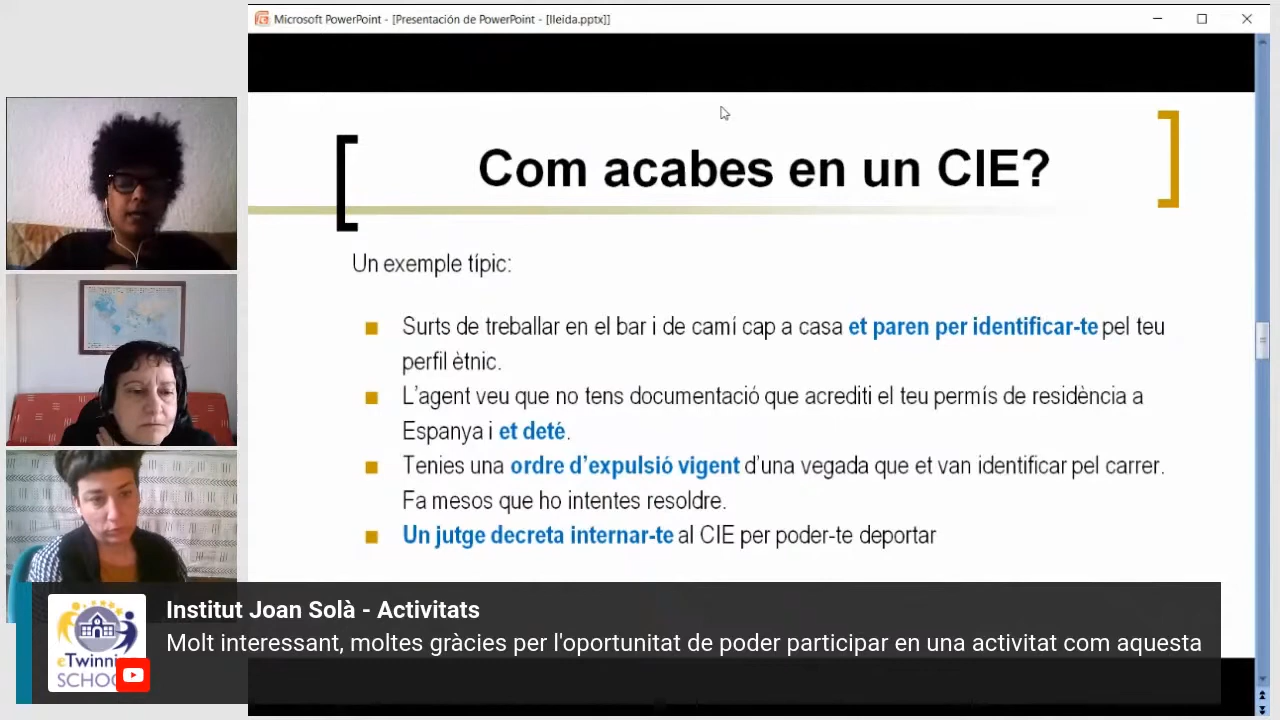 Microsoft PowerPoint - [Presentación de PowerPoint - [lleida.pptx]]
Com acabes en un CIE?
Un exemple típic:
Surts de treballar en el bar i de camí cap a casa et paren per identificar-te pel teu
perfil ètnic.
L'agent veu que no tens documentació que acrediti el teu permís de residència a
Espanya i et deté.
Tenies una ordre d'expulsió vigent d'una vegada que et van identificar pel carrer.
Fa mesos que ho intentes resoldre.
Un jutge decreta internar-te al CIE per poder-te deportar
Institut Joan Solà - Activitats
Molt interessant, moltes gràcies per l'oportunitat de poder participar en una activitat com aquesta